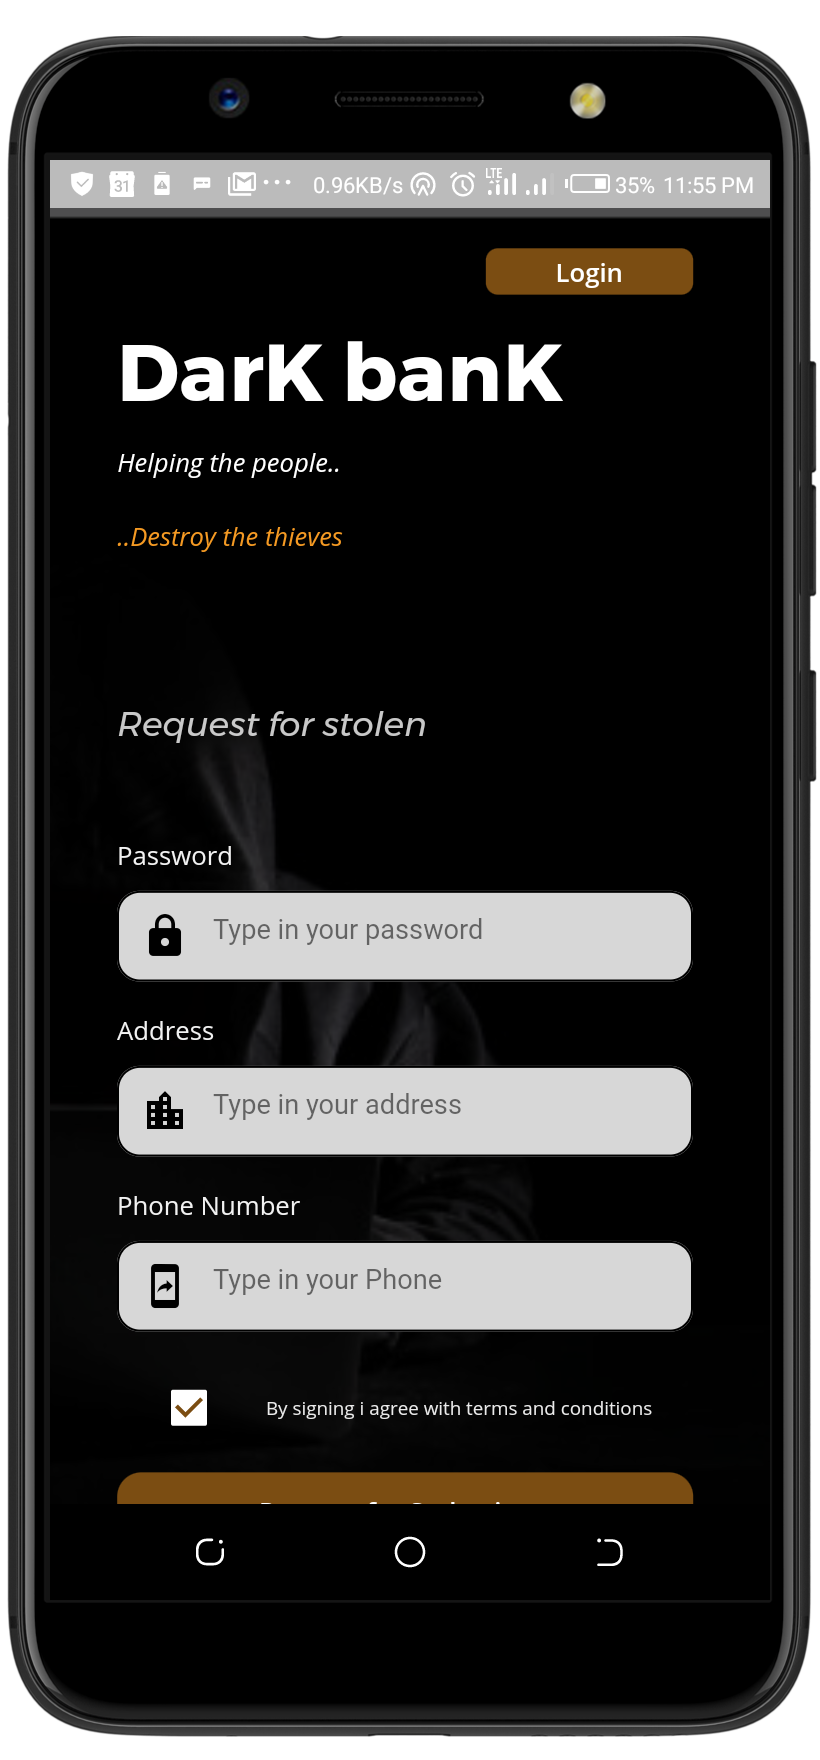 31 0.96KB/s LTE 35% 11:55 PM
Login
DarK banK
Helping the people..
..Destroy the thieves
Request for stolen
Password
Type in your password
Address
Type in your address
Phone Number
Type in your Phone
By signing i agree with terms and conditions